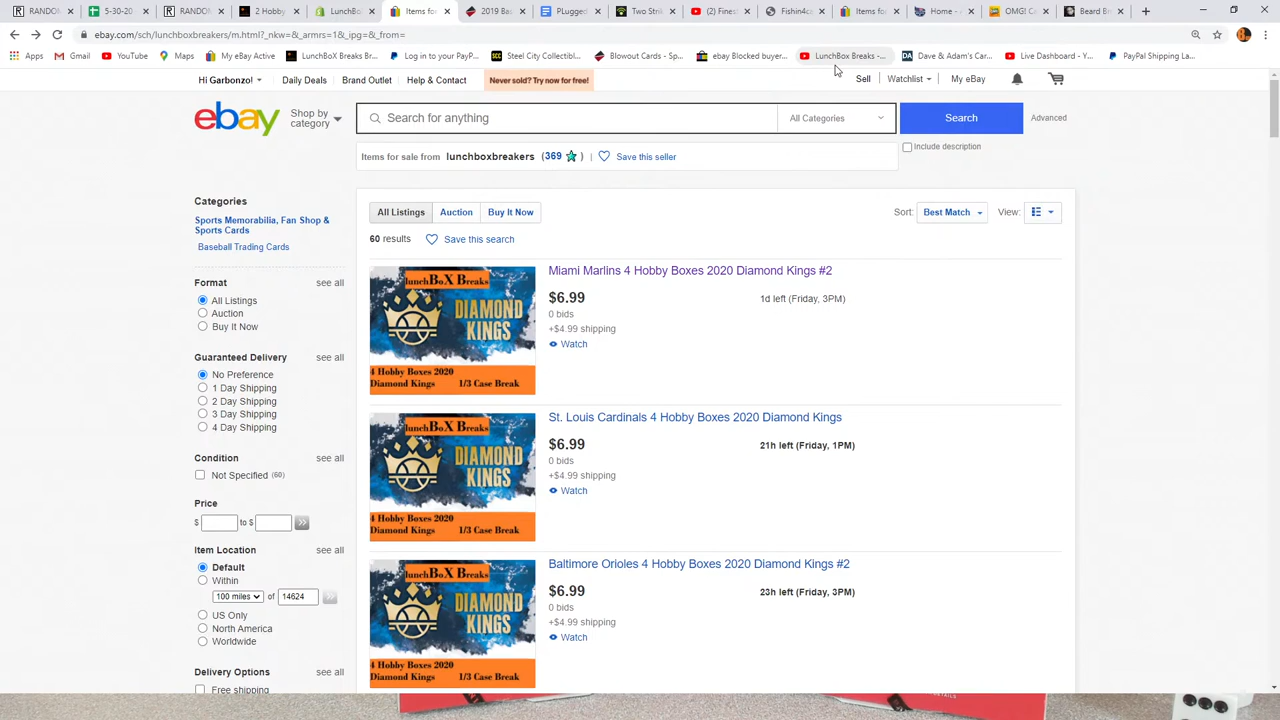 RANDO
5-30-20
RANDO
2 Hobby
LunchBo
Items fo
2019 Bas
PLugged
Two Stril
(2) Fines
Fishin4c
Items fo
Home -
OMG! C
Beard Br
ebay.com/sch/lunchboxbreakers/m.html?_nkw=&_armrs=1&_ipg=&_from=
Apps
Gmail
YouTube
Maps
My eBay Active
LunchBoX Breaks Br...
Log in to your PayP...
Steel City Collectibl...
Blowout Cards - Sp...
ebay Blocked buyer...
LunchBox Breaks -...
Dave & Adam's Car...
Live Dashboard - Y...
PayPal Shipping La...
Hi Garbonzo!
Daily Deals
Brand Outlet
Help & Contact
Never sold? Try now for free!
Sell
Watchlist
My eBay
ebay
Shop by
category
Search for anything
All Categories
Search
Advanced
Items for sale from lunchboxbreakers (369 )
Save this seller
Include description
Categories
Sports Memorabilia, Fan Shop &
Sports Cards
Baseball Trading Cards
Format
see all
All Listings
Auction
Buy It Now
Guaranteed Delivery
see all
No Preference
1 Day Shipping
2 Day Shipping
3 Day Shipping
4 Day Shipping
Condition
see all
Not Specified (60)
Price
$ to $
Item Location
see all
Default
Within
100 miles of 14624
US Only
North America
Worldwide
Delivery Options
see all
Free shipping
All Listings
Auction
Buy It Now
Sort: Best Match
View:
60 results
Save this search
lunchBoX Breaks
DIAMOND
KINGS
4 Hobby Boxes 2020
Diamond Kings 1/3 Case Break
Miami Marlins 4 Hobby Boxes 2020 Diamond Kings #2
$6.99
1d left (Friday, 3PM)
0 bids
+$4.99 shipping
Watch
lunchBoX Breaks
DIAMOND
KINGS
4 Hobby Boxes 2020
Diamond Kings 1/3 Case Break
St. Louis Cardinals 4 Hobby Boxes 2020 Diamond Kings
$6.99
21h left (Friday, 1PM)
0 bids
+$4.99 shipping
Watch
lunchBoX Breaks
DIAMOND
KINGS
4 Hobby Boxes 2020
Diamond Kings 1/3 Case Break
Baltimore Orioles 4 Hobby Boxes 2020 Diamond Kings #2
$6.99
23h left (Friday, 3PM)
0 bids
+$4.99 shipping
Watch
DETAILS